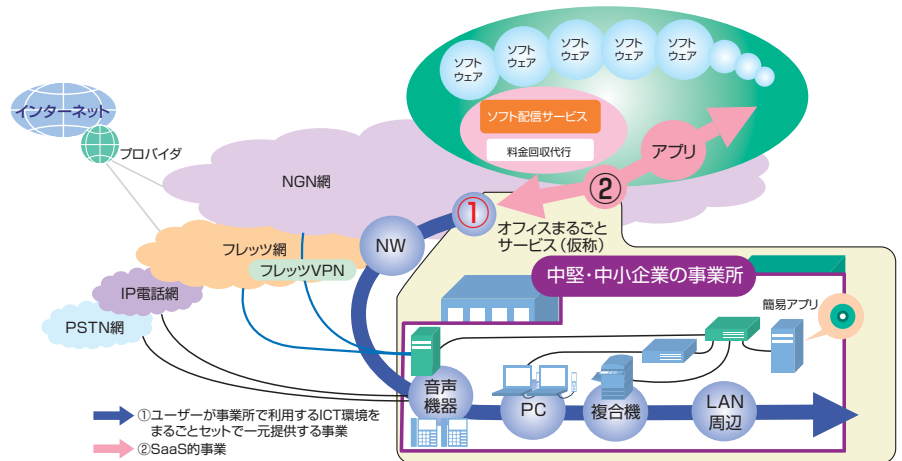 ソフト
ウェア
ソフト
ウェア
ソフト
ウェア
ソフト
ウェア
ソフト
ウェア
ソフト配信サービス
料金回収代行
アプリ
②
①
インターネット
プロバイダ
NGN網
NW
オフィスまるごと
サービス(仮称)
フレッツ網
フレッツVPN
IP電話網
PSTN網
中堅・中小企業の事業所
簡易アプリ
音声
機器
PC
複合機
LAN
周辺
①ユーザーが事業所で利用するICT環境を
まるごとセットで一元提供する事業
②SaaS的事業